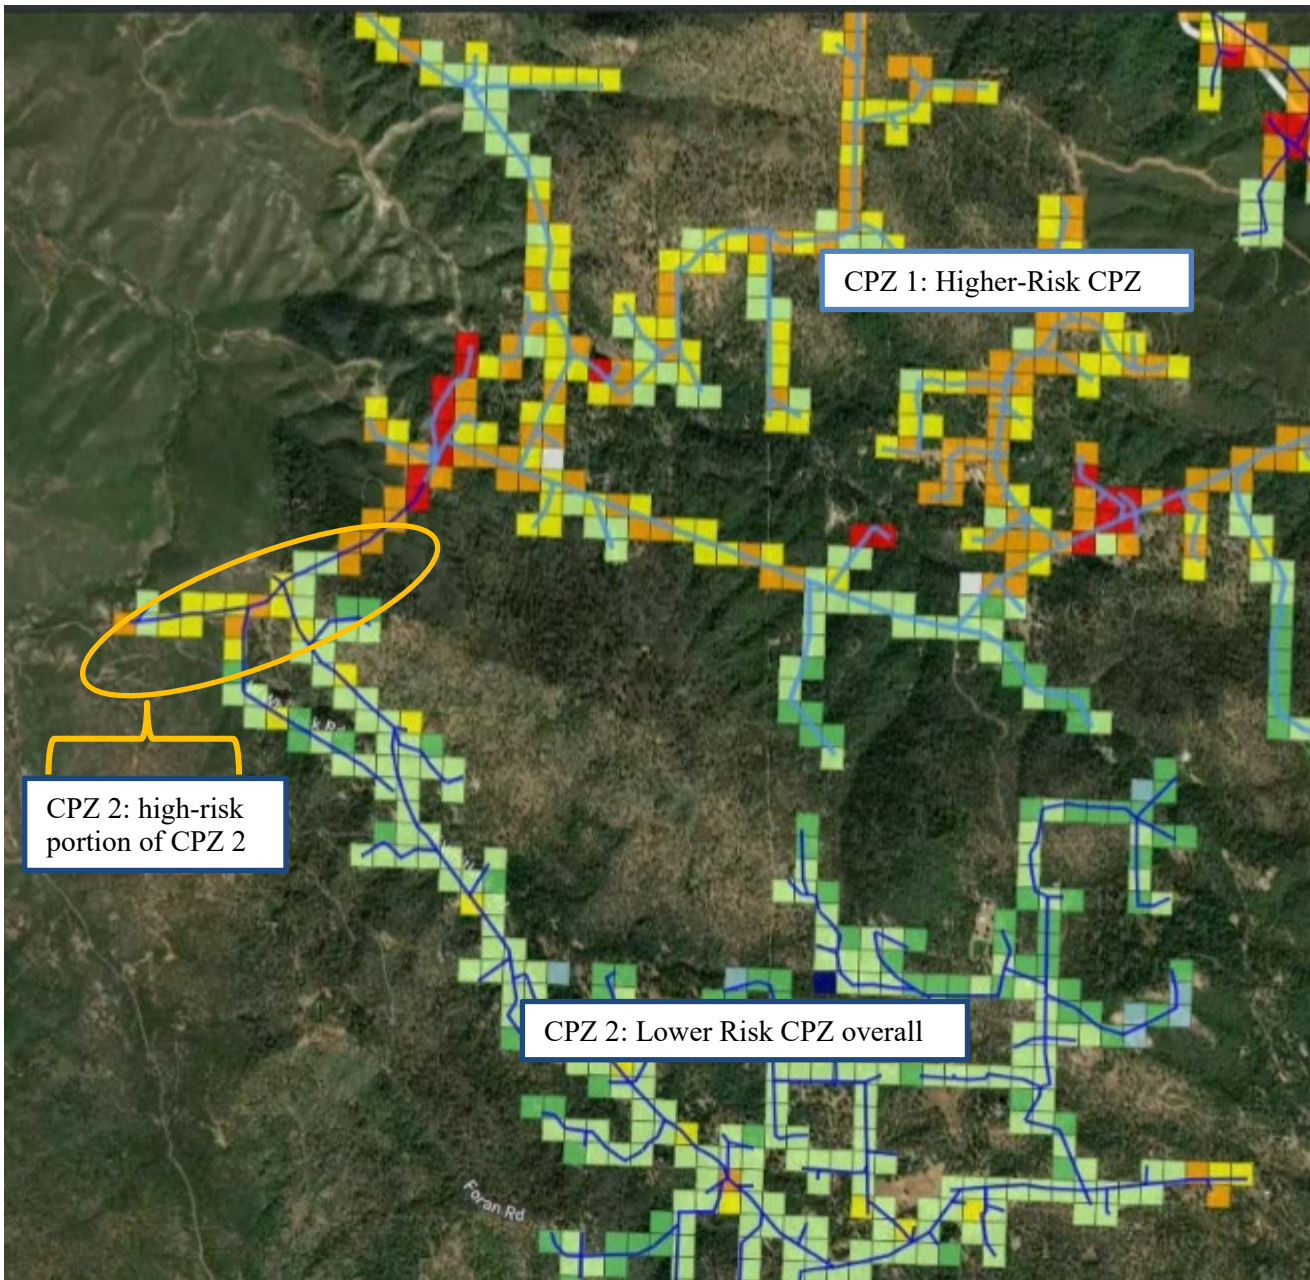 CPZ 1: Higher-Risk CPZ
CPZ 2: high-risk
portion of CPZ 2
CPZ 2: Lower Risk CPZ overall
Foran Rd